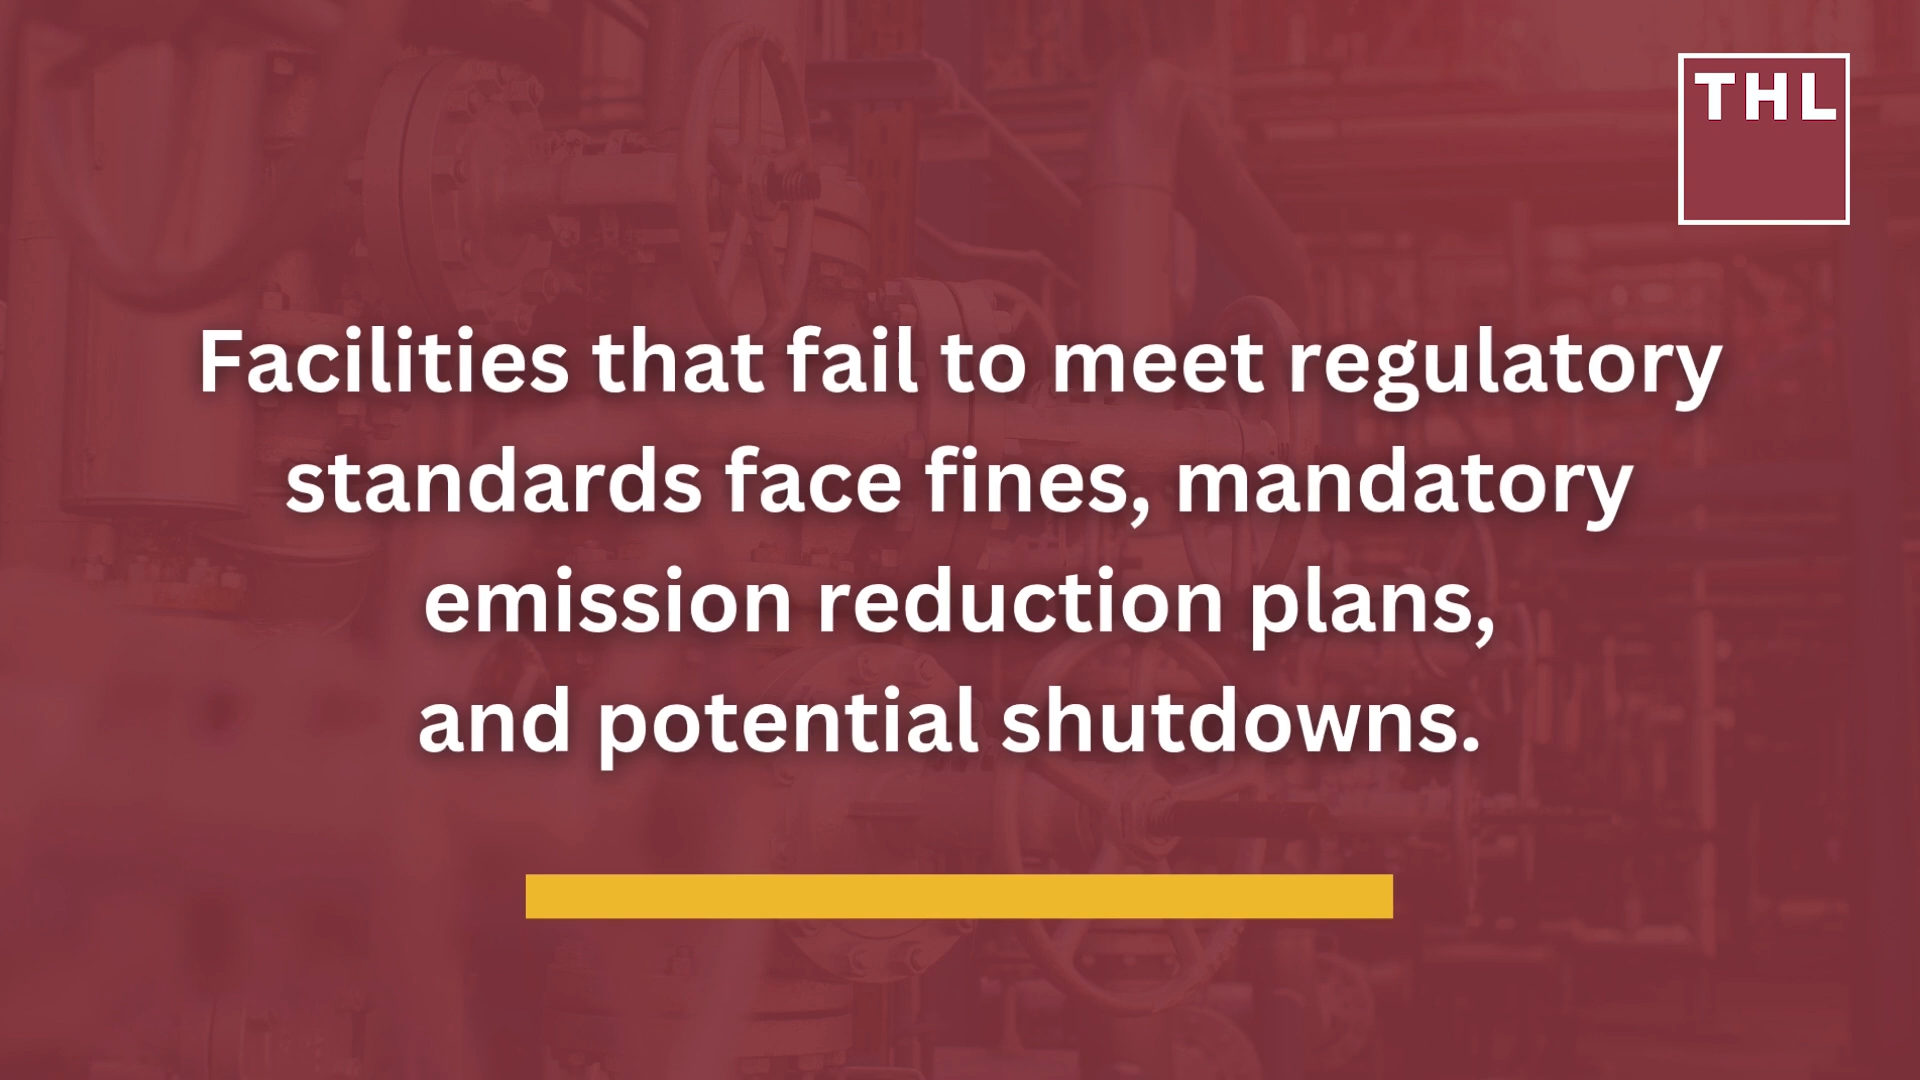 THL
Facilities that fail to meet regulatory
standards face fines, mandatory
emission reduction plans,
and potential shutdowns.